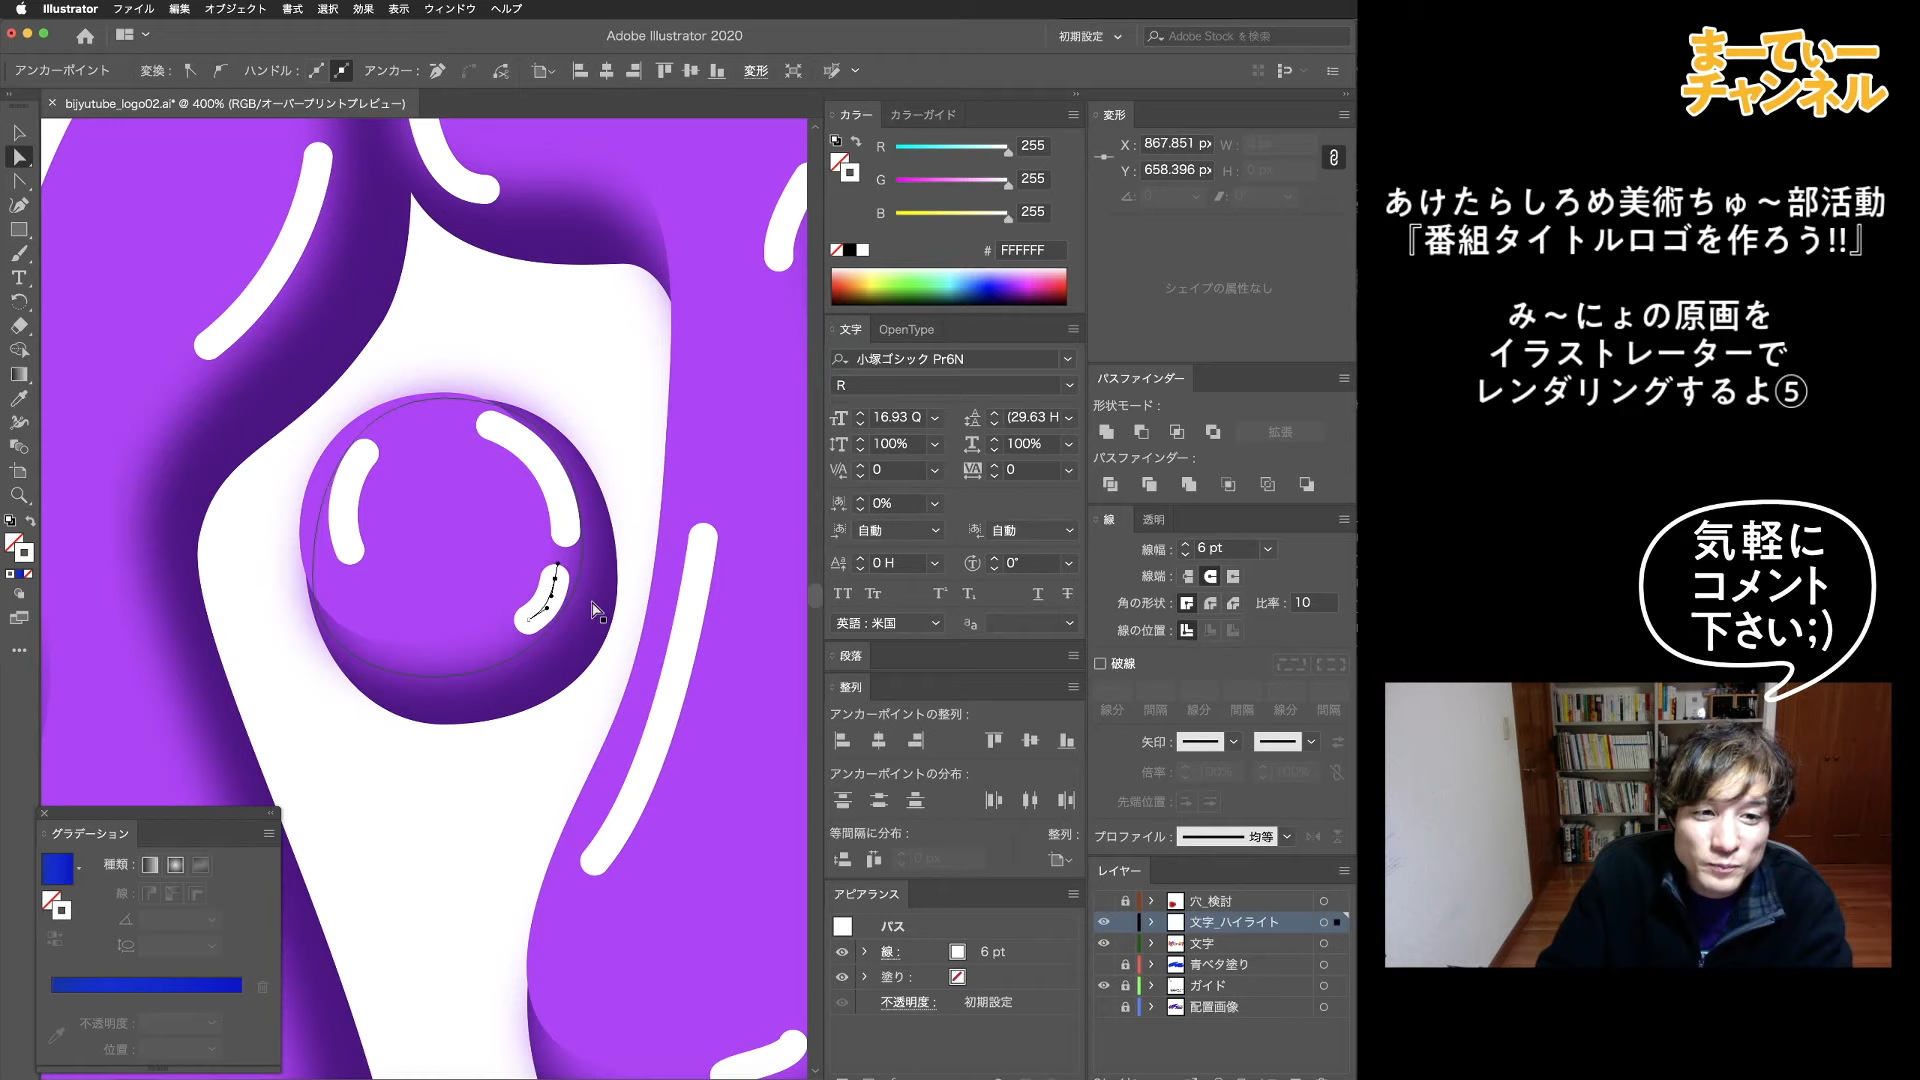 Illustrator ファイル 編集 オブジェクト 書式 選択 効果 表示 ウィンドウ ヘルプ
Adobe Illustrator 2020
初期設定
Adobe Stock を検索
アンカーポイント 変換: ハンドル: アンカー: 変形
× bijyutube_logo02.ai* @ 400% (RGB/オーバープリントプレビュー)
カラー カラーガイド
R 255
G 255
B 255
# FFFFFF
文字 OpenType
小塚ゴシック Pr6N
R
16.93 Q (29.63 H
100% 100%
0 0
0%
自動 自動
0 H 0°
英語 : 米国
段落
整列
アンカーポイントの整列 :
アンカーポイントの分布 :
等間隔に分布 : 整列 :
0 px
アピアランス
パス
線 : 6 pt
塗り :
不透明度 : 初期設定
変形
X : 867.851 px W :
Y : 658.396 px H : 0 px
シェイプの属性なし
パスファインダー
形状モード :
拡張
パスファインダー :
線 透明
線幅 : 6 pt
線端 :
角の形状 : 比率 : 10
線の位置 :
破線
線分 間隔 線分 間隔 線分 間隔
矢印 :
倍率 : 100% 100%
先端位置 :
プロファイル : 均等
レイヤー
穴_検討
文字_ハイライト
文字
青ベタ塗り
ガイド
配置画像
グラデーション
種類 :
線 :
不透明度 :
位置 :
まーてぃー
チャンネル
あけたらしろめ美術ちゅ〜部活動
『番組タイトルロゴを作ろう!!』
み〜にょの原画を
イラストレーターで
レンダリングするよ⑤
気軽に
コメント
下さい;)